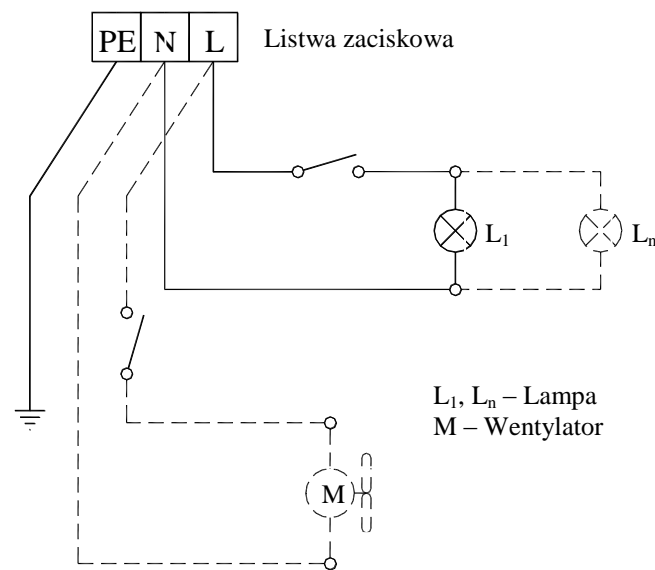 PE N L Listwa zaciskowa
L₁ Lₙ
L₁, Lₙ – Lampa
M – Wentylator
M